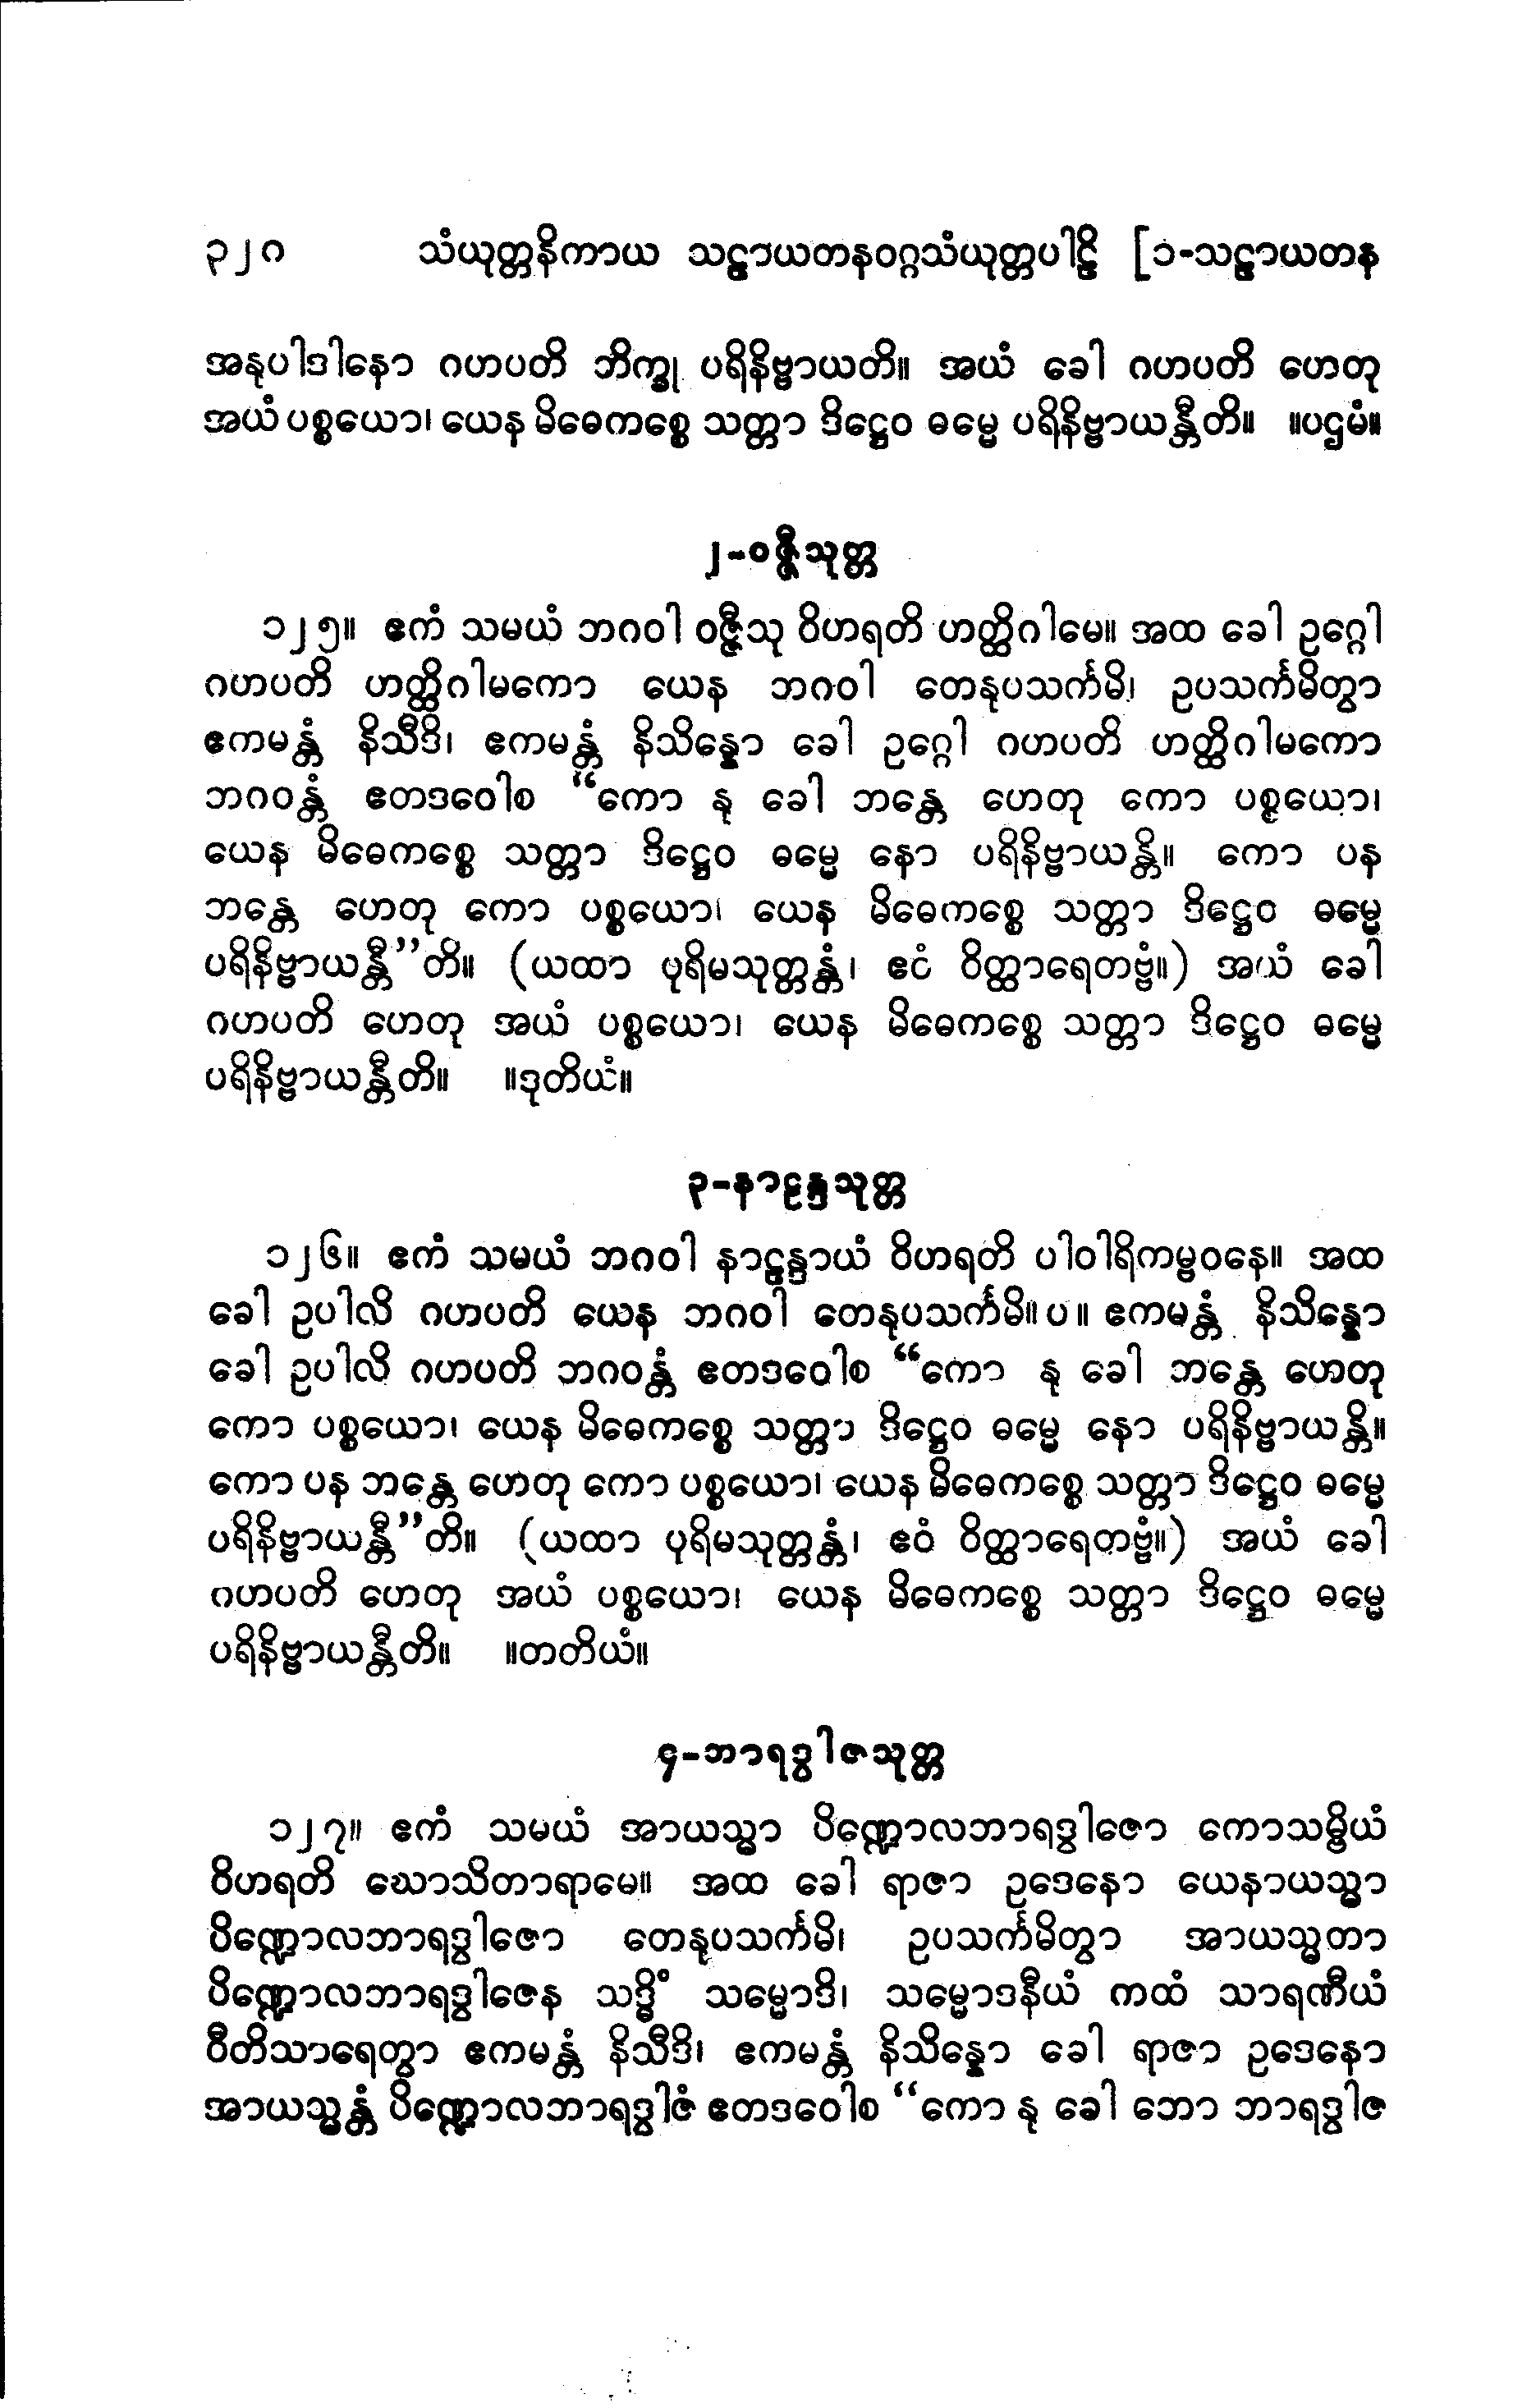 ၃၂၈ သံယုတ္တနိကာယ သဠာယတနဝဂ္ဂသံယုတ္တပါဠိ [၁-သဠာယတန
အနုပါဒါနော ဂဟပတိ ဘိက္ခု ပရိနိဗ္ဗာယတိ။ အယံ ခေါ ဂဟပတိ ဟေတု
အယံ ပစ္စယော၊ ယေန မိဓေကစ္စေ သတ္တာ ဒိဋ္ဌေဝ ဓမ္မေ ပရိနိဗ္ဗာယန္တီတိ။ ။ပဌမံ။
၂-ဝဇ္ဇီသုတ္တ
၁၂၅။ ဧကံ သမယံ ဘဂဝါ ဝဇ္ဇီသု ဝိဟရတိ ဟတ္ထိဂါမေ။ အထ ခေါ ဥဂ္ဂေါ
ဂဟပတိ ဟတ္ထိဂါမကော ယေန ဘဂဝါ တေနုပသင်္ကမိ၊ ဥပသင်္ကမိတွာ
ဧကမန္တံ နိသီဒိ၊ ဧကမန္တံ နိသိန္နော ခေါ ဥဂ္ဂေါ ဂဟပတိ ဟတ္ထိဂါမကော
ဘဂဝန္တံ ဧတဒဝေါစ “ကော နု ခေါ ဘန္တေ ဟေတု ကော ပစ္စယော၊
ယေန မိဓေကစ္စေ သတ္တာ ဒိဋ္ဌေဝ ဓမ္မေ နော ပရိနိဗ္ဗာယန္တိ။ ကော ပန
ဘန္တေ ဟေတု ကော ပစ္စယော၊ ယေန မိဓေကစ္စေ သတ္တာ ဒိဋ္ဌေဝ ဓမ္မေ
ပရိနိဗ္ဗာယန္တီ”တိ။ (ယထာ ပုရိမသုတ္တန္တံ၊ ဧဝံ ဝိတ္ထာရေတဗ္ဗံ။) အယံ ခေါ
ဂဟပတိ ဟေတု အယံ ပစ္စယော၊ ယေန မိဓေကစ္စေ သတ္တာ ဒိဋ္ဌေဝ ဓမ္မေ
ပရိနိဗ္ဗာယန္တီတိ။ ။ဒုတိယံ။
၃-နာဠန္ဒသုတ္တ
၁၂၆။ ဧကံ သမယံ ဘဂဝါ နာဠန္ဒာယံ ဝိဟရတိ ပါဝါရိကမ္ဗဝနေ။ အထ
ခေါ ဥပါလိ ဂဟပတိ ယေန ဘဂဝါ တေနုပသင်္ကမိ။ ပ ။ ဧကမန္တံ နိသိန္နော
ခေါ ဥပါလိ ဂဟပတိ ဘဂဝန္တံ ဧတဒဝေါစ “ကော နု ခေါ ဘန္တေ ဟေတု
ကော ပစ္စယော၊ ယေန မိဓေကစ္စေ သတ္တာ ဒိဋ္ဌေဝ ဓမ္မေ နော ပရိနိဗ္ဗာယန္တိ။
ကော ပန ဘန္တေ ဟေတု ကော ပစ္စယော၊ ယေန မိဓေကစ္စေ သတ္တာ ဒိဋ္ဌေဝ ဓမ္မေ
ပရိနိဗ္ဗာယန္တီ”တိ။ (ယထာ ပုရိမသုတ္တန္တံ၊ ဧဝံ ဝိတ္ထာရေတဗ္ဗံ။) အယံ ခေါ
ဂဟပတိ ဟေတု အယံ ပစ္စယော၊ ယေန မိဓေကစ္စေ သတ္တာ ဒိဋ္ဌေဝ ဓမ္မေ
ပရိနိဗ္ဗာယန္တီတိ။ ။တတိယံ။
၄-ဘာရဒွါဇသုတ္တ
၁၂၇။ ဧကံ သမယံ အာယသ္မာ ပိဏ္ဍောလဘာရဒွါဇော ကောသမ္ဗိယံ
ဝိဟရတိ ဃောသိတာရာမေ။ အထ ခေါ ရာဇာ ဥဒေနော ယေနာယသ္မာ
ပိဏ္ဍောလဘာရဒွါဇော တေနုပသင်္ကမိ၊ ဥပသင်္ကမိတွာ အာယသ္မတာ
ပိဏ္ဍောလဘာရဒွါဇေန သဒ္ဓိံ သမ္မောဒိ၊ သမ္မောဒနီယံ ကထံ သာရဏီယံ
ဝီတိသာရေတွာ ဧကမန္တံ နိသီဒိ၊ ဧကမန္တံ နိသိန္နော ခေါ ရာဇာ ဥဒေနော
အာယသ္မန္တံ ပိဏ္ဍောလဘာရဒွါဇံ ဧတဒဝေါစ “ကော နု ခေါ ဘော ဘာရဒွါဇ